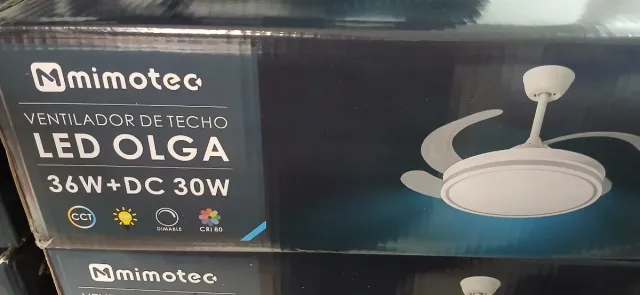 mimotec
VENTILADOR DE TECHO
LED OLGA
36W+DC 30W
CCT
DIMABLE
CRi 80
mimotec